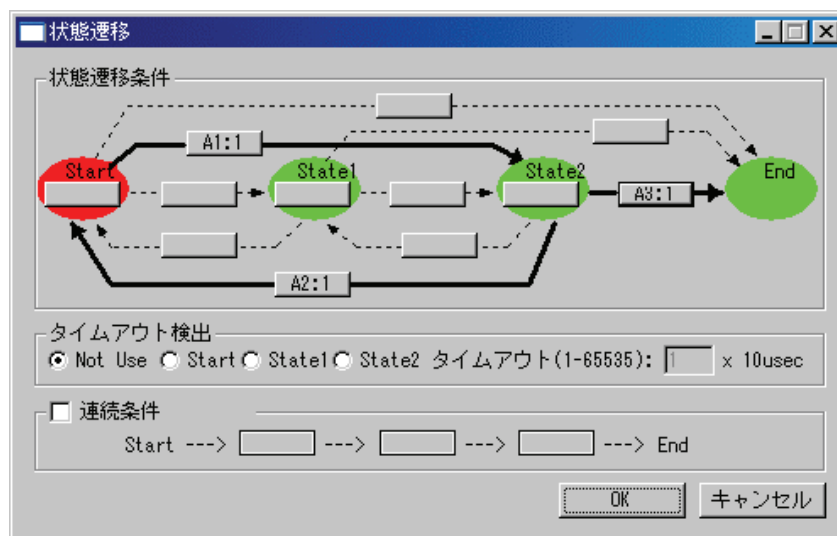 状態遷移
状態遷移条件
A1:1
Start State1 State2 End
A3:1
A2:1
タイムアウト検出
Not Use Start State1 State2 タイムアウト(1-65535): 1 x 10usec
連続条件
Start ---> ---> ---> ---> End
OK キャンセル